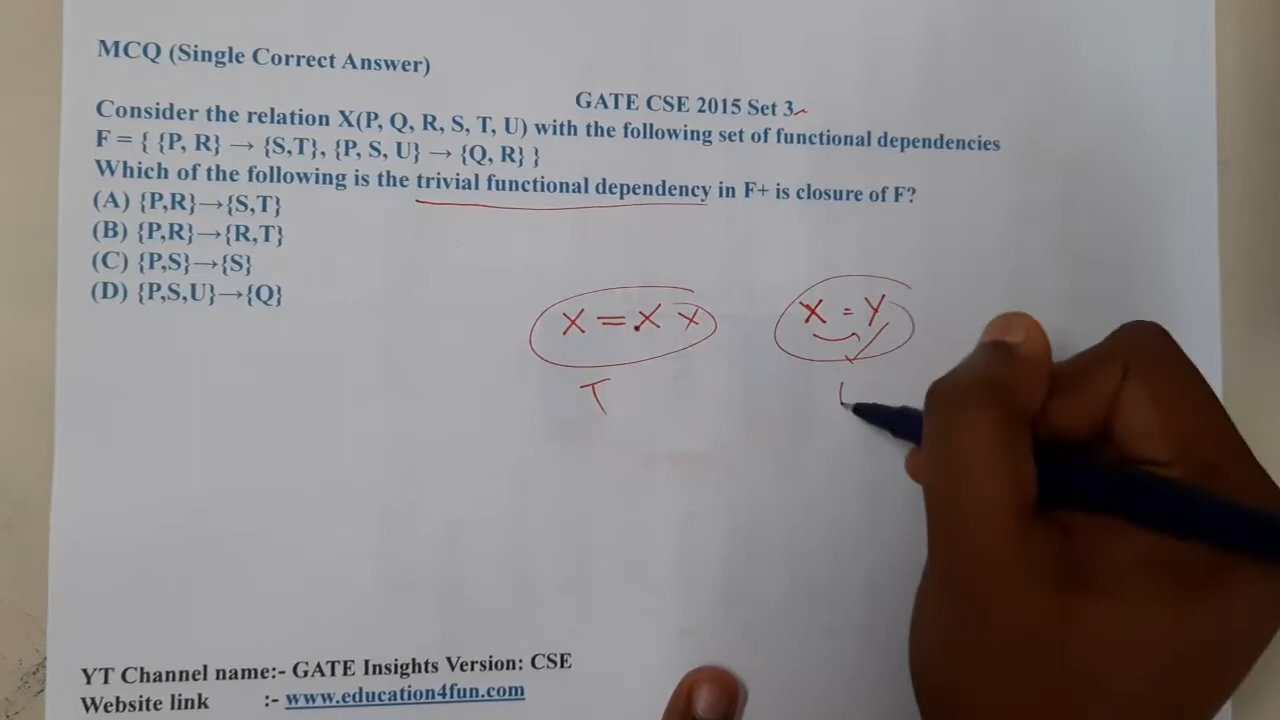 MCQ (Single Correct Answer)
GATE CSE 2015 Set 3
Consider the relation X(P, Q, R, S, T, U) with the following set of functional dependencies
F = { {P, R} → {S,T}, {P, S, U} → {Q, R} }
Which of the following is the trivial functional dependency in F+ is closure of F?
(A) {P,R}→{S,T}
(B) {P,R}→{R,T}
(C) {P,S}→{S}
(D) {P,S,U}→{Q}
X = X X
X = Y
T
YT Channel name:- GATE Insights Version: CSE
Website link :- www.education4fun.com